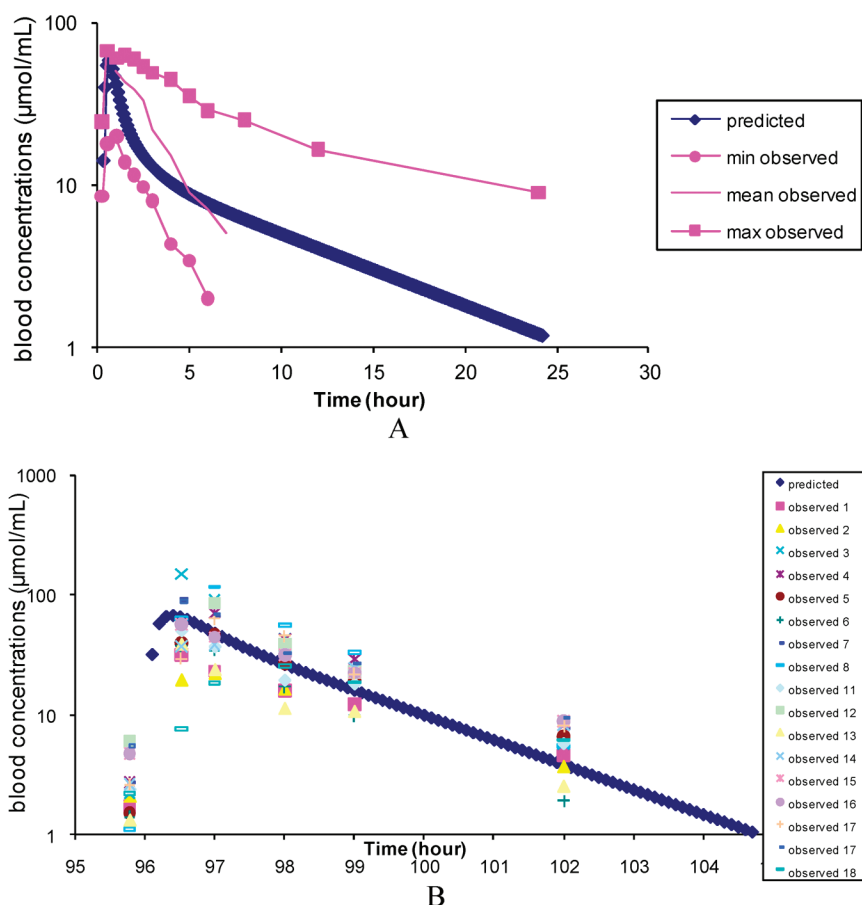 blood concentrations (µmol/mL)
100
10
1
0
5
10
15
20
25
30
Time (hour)
predicted
min observed
mean observed
max observed
A
blood concentrations (µmol/mL)
1000
100
10
1
95
96
97
98
99
100
101
102
103
104
Time (hour)
predicted
observed 1
observed 2
observed 3
observed 4
observed 5
observed 6
observed 7
observed 8
observed 11
observed 12
observed 13
observed 14
observed 15
observed 16
observed 17
observed 17
observed 18
B